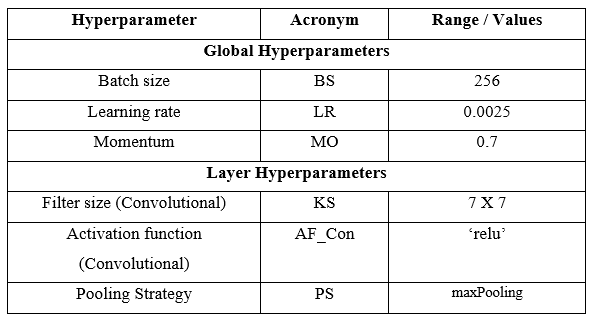 Hyperparameter Acronym Range / Values
Global Hyperparameters
Batch size BS 256
Learning rate LR 0.0025
Momentum MO 0.7
Layer Hyperparameters
Filter size (Convolutional) KS 7 X 7
Activation function AF_Con ‘relu’
(Convolutional)
Pooling Strategy PS maxPooling